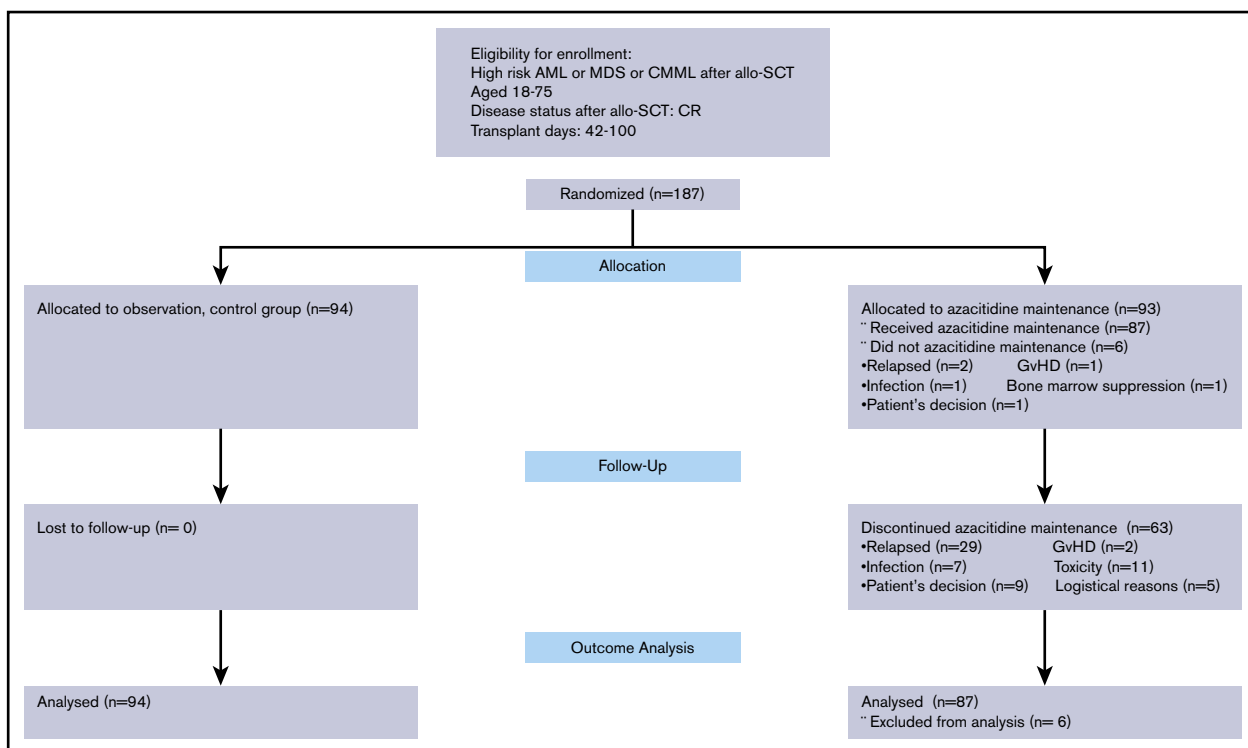 Eligibility for enrollment:
High risk AML or MDS or CMML after allo-SCT
Aged 18-75
Disease status after allo-SCT: CR
Transplant days: 42-100
Randomized (n=187)
Allocation
Allocated to observation, control group (n=94)
Allocated to azacitidine maintenance (n=93)
¨ Received azacitidine maintenance (n=87)
¨ Did not azacitidine maintenance (n=6)
•Relapsed (n=2) GvHD (n=1)
•Infection (n=1) Bone marrow suppression (n=1)
•Patient's decision (n=1)
Follow-Up
Lost to follow-up (n= 0)
Discontinued azacitidine maintenance (n=63)
•Relapsed (n=29) GvHD (n=2)
•Infection (n=7) Toxicity (n=11)
•Patient's decision (n=9) Logistical reasons (n=5)
Outcome Analysis
Analysed (n=94)
Analysed (n=87)
¨ Excluded from analysis (n= 6)